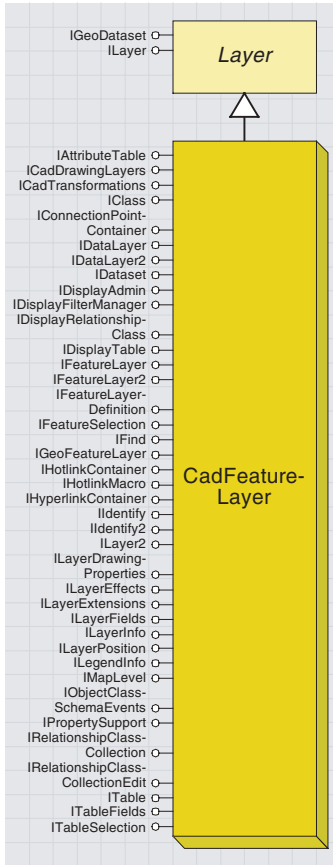 IGeoDataset
ILayer
Layer
IAttributeTable
ICadDrawingLayers
ICadTransformations
IClass
IConnectionPoint-
Container
IDataLayer
IDataLayer2
IDataset
IDisplayAdmin
IDisplayFilterManager
IDisplayRelationship-
Class
IDisplayTable
IFeatureLayer
IFeatureLayer2
IFeatureLayer-
Definition
IFeatureSelection
IFind
IGeoFeatureLayer
IHotlinkContainer
IHotlinkMacro
IHyperlinkContainer
IIdentify
IIdentify2
ILayer2
ILayerDrawing-
Properties
ILayerEffects
ILayerExtensions
ILayerFields
ILayerInfo
ILayerPosition
ILegendInfo
IMapLevel
IObjectClass-
SchemaEvents
IPropertySupport
IRelationshipClass-
Collection
IRelationshipClass-
CollectionEdit
ITable
ITableFields
ITableSelection
CadFeature-
Layer